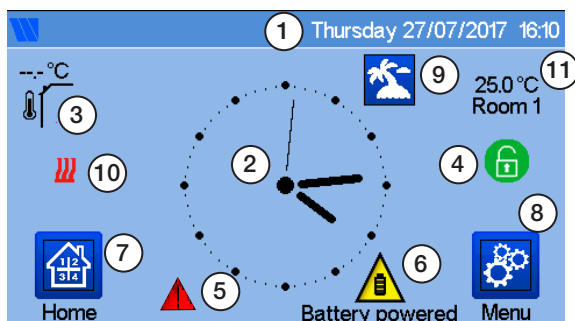 1 Thursday 27/07/2017 16:10
--.- °C
9
25.0 °C
11
Room 1
3
2
4
10
7
1 2
3 4
8
6
5
Home
Battery powered
Menu